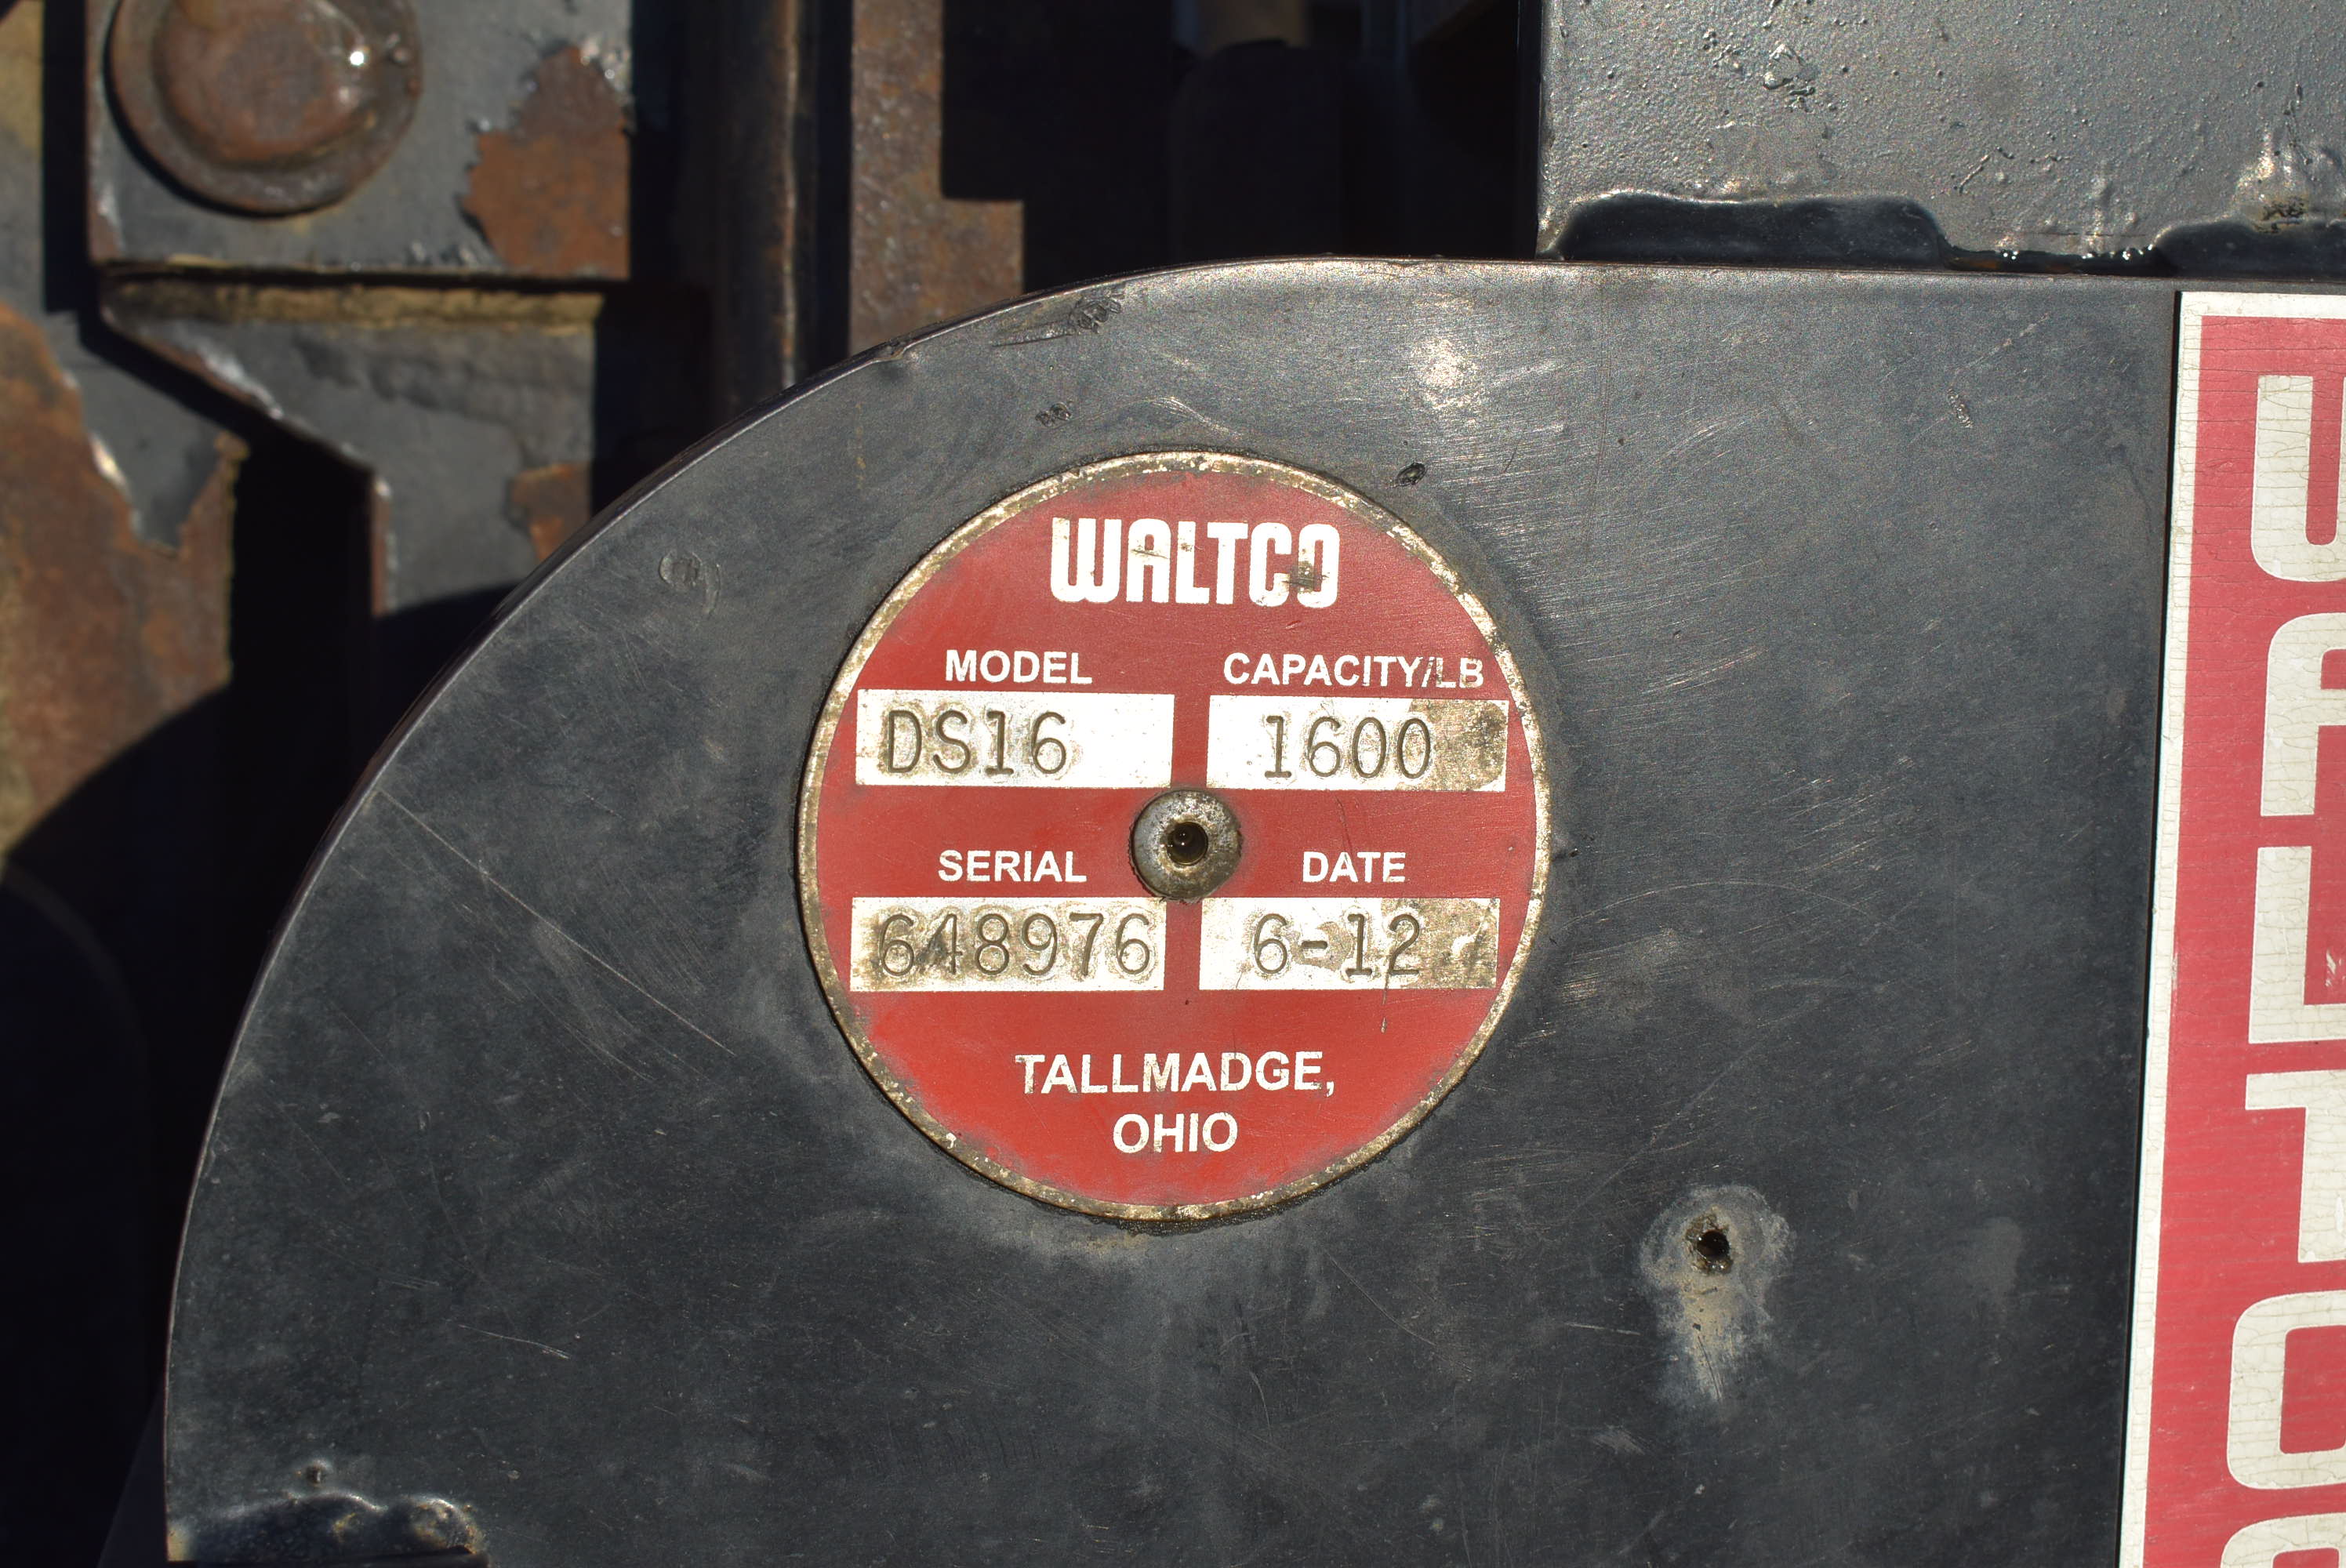 WALTCO
MODEL CAPACITY/LB
DS16 1600
SERIAL DATE
648976 6-12
TALLMADGE,
OHIO